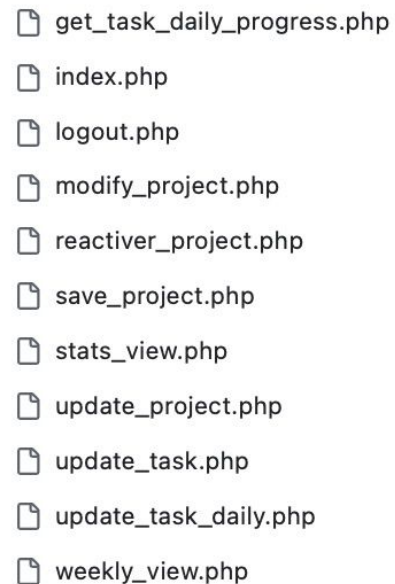 get_task_daily_progress.php
index.php
logout.php
modify_project.php
reactiver_project.php
save_project.php
stats_view.php
update_project.php
update_task.php
update_task_daily.php
weekly_view.php